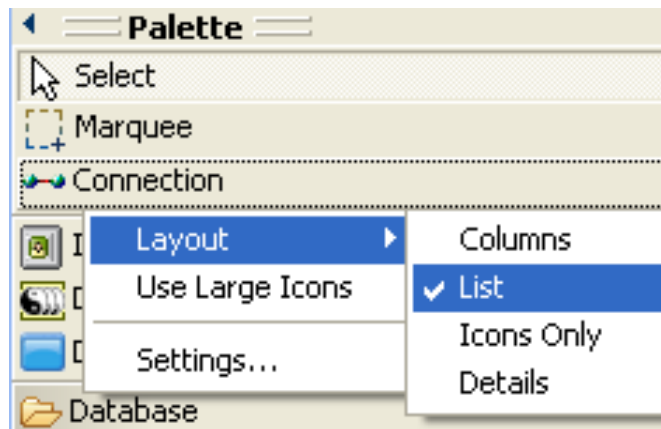 Palette
Select
Marquee
Connection
Layout
Use Large Icons
Settings...
Columns
List
Icons Only
Details
Database